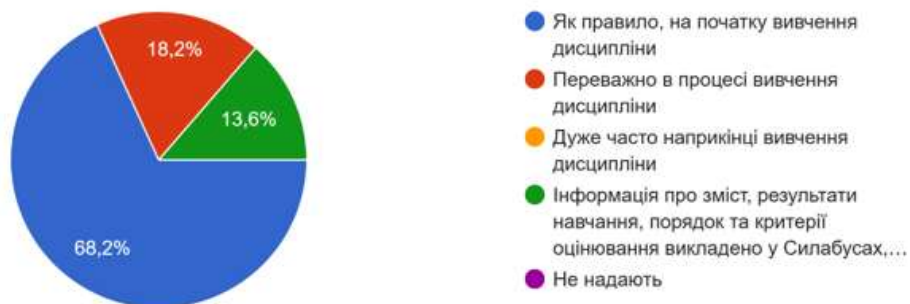 18,2%
13,6%
68,2%
Як правило, на початку вивчення
дисципліни
Переважно в процесі вивчення
дисципліни
Дуже часто наприкінці вивчення
дисципліни
Інформація про зміст, результати
навчання, порядок та критерії
оцінювання викладено у Силабусах,…
Не надають